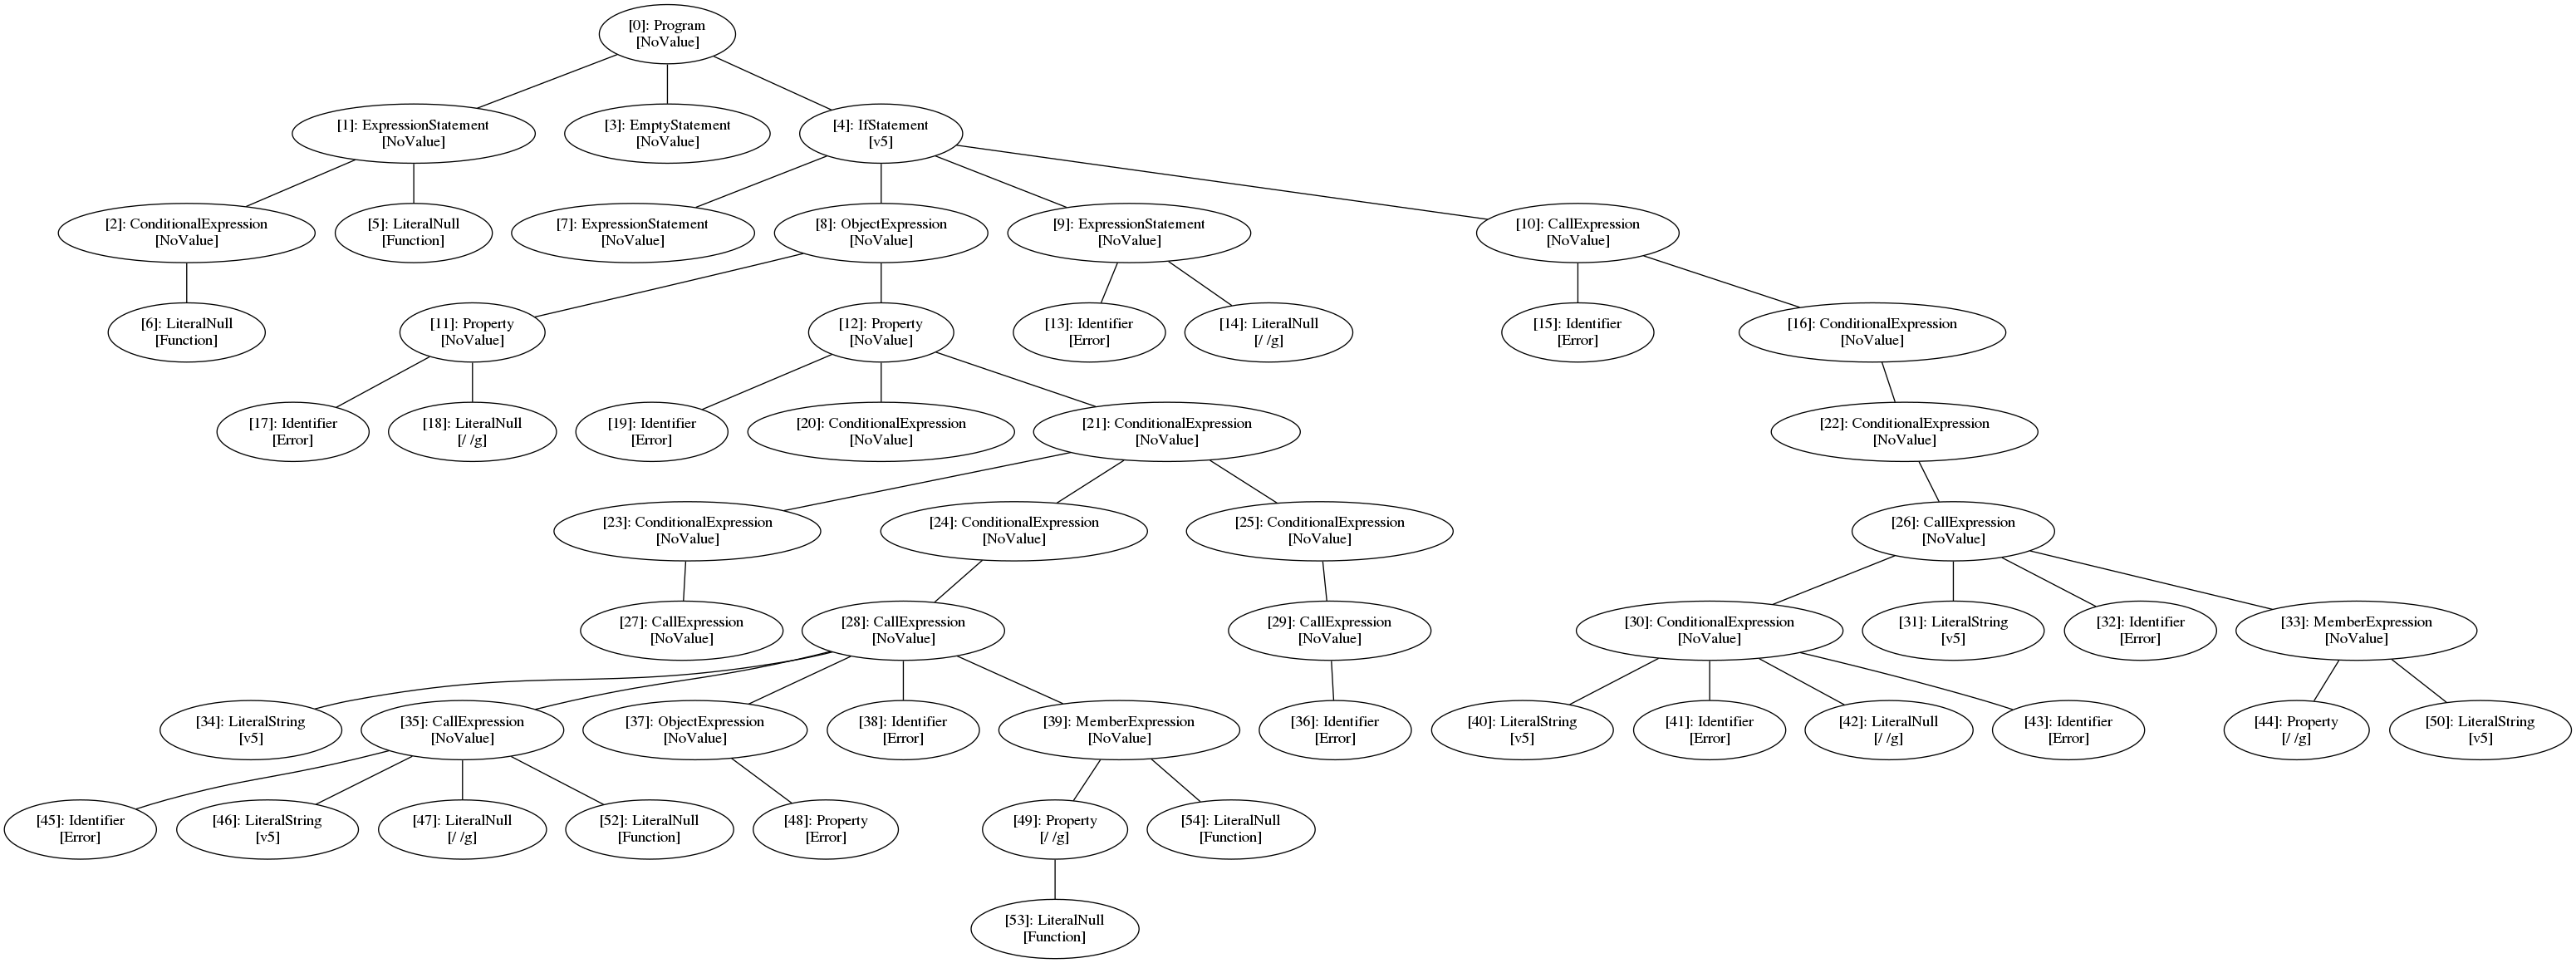 [0]: Program
[NoValue]
[1]: ExpressionStatement
[NoValue]
[3]: EmptyStatement
[NoValue]
[4]: IfStatement
[v5]
[2]: ConditionalExpression
[NoValue]
[5]: LiteralNull
[Function]
[7]: ExpressionStatement
[NoValue]
[8]: ObjectExpression
[NoValue]
[9]: ExpressionStatement
[NoValue]
[10]: CallExpression
[NoValue]
[6]: LiteralNull
[Function]
[11]: Property
[NoValue]
[12]: Property
[NoValue]
[13]: Identifier
[Error]
[14]: LiteralNull
[/ /g]
[15]: Identifier
[Error]
[16]: ConditionalExpression
[NoValue]
[17]: Identifier
[Error]
[18]: LiteralNull
[/ /g]
[19]: Identifier
[Error]
[20]: ConditionalExpression
[NoValue]
[21]: ConditionalExpression
[NoValue]
[22]: ConditionalExpression
[NoValue]
[23]: ConditionalExpression
[NoValue]
[24]: ConditionalExpression
[NoValue]
[25]: ConditionalExpression
[NoValue]
[26]: CallExpression
[NoValue]
[27]: CallExpression
[NoValue]
[28]: CallExpression
[NoValue]
[29]: CallExpression
[NoValue]
[30]: ConditionalExpression
[NoValue]
[31]: LiteralString
[v5]
[32]: Identifier
[Error]
[33]: MemberExpression
[NoValue]
[34]: LiteralString
[v5]
[35]: CallExpression
[NoValue]
[37]: ObjectExpression
[NoValue]
[38]: Identifier
[Error]
[39]: MemberExpression
[NoValue]
[36]: Identifier
[Error]
[40]: LiteralString
[v5]
[41]: Identifier
[Error]
[42]: LiteralNull
[/ /g]
[43]: Identifier
[Error]
[44]: Property
[/ /g]
[50]: LiteralString
[v5]
[45]: Identifier
[Error]
[46]: LiteralString
[v5]
[47]: LiteralNull
[/ /g]
[52]: LiteralNull
[Function]
[48]: Property
[Error]
[49]: Property
[/ /g]
[54]: LiteralNull
[Function]
[53]: LiteralNull
[Function]